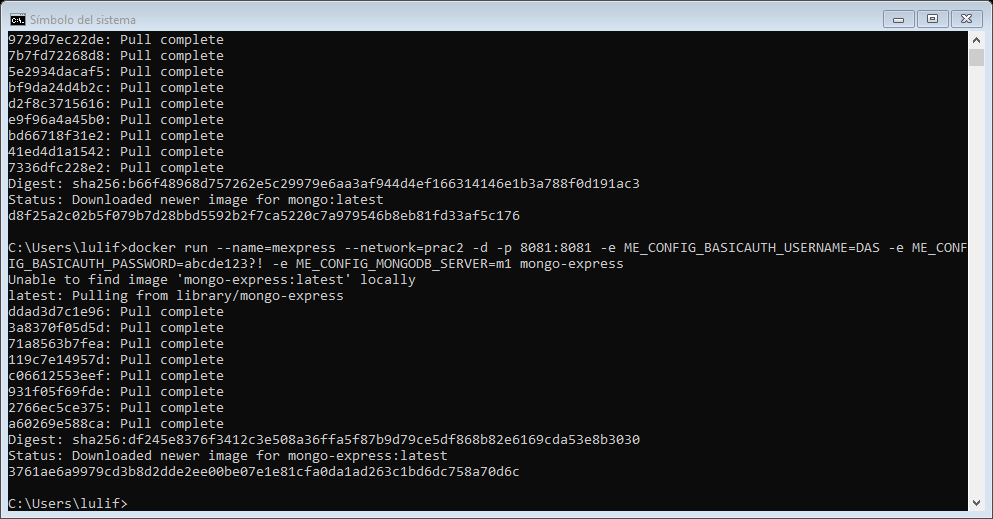 Símbolo del sistema
9729d7ec22de: Pull complete
7b7fd72268d8: Pull complete
5e2934dacaf5: Pull complete
bf9da24d4b2c: Pull complete
d2f8c3715616: Pull complete
e9f96a4a45b0: Pull complete
bd66718f31e2: Pull complete
41ed4d1a1542: Pull complete
7336dfc228e2: Pull complete
Digest: sha256:b66f48968d757262e5c29979e6aa3af944d4ef166314146e1b3a788f0d191ac3
Status: Downloaded newer image for mongo:latest
d8f25a2c02b5f079b7d28bbd5592b2f7ca5220c7a979546b8eb81fd33af5c176
C:\Users\lulif>docker run --name=mexpress --network=prac2 -d -p 8081:8081 -e ME_CONFIG_BASICAUTH_USERNAME=DAS -e ME_CONF
IG_BASICAUTH_PASSWORD=abcde123?! -e ME_CONFIG_MONGODB_SERVER=m1 mongo-express
Unable to find image 'mongo-express:latest' locally
latest: Pulling from library/mongo-express
ddad3d7c1e96: Pull complete
3a8370f05d5d: Pull complete
71a8563b7fea: Pull complete
119c7e14957d: Pull complete
c06612553eef: Pull complete
931f05f69fde: Pull complete
2766ec5ce375: Pull complete
a60269e588ca: Pull complete
Digest: sha256:df245e8376f3412c3e508a36ffa5f87b9d79ce5df868b82e6169cda53e8b3030
Status: Downloaded newer image for mongo-express:latest
3761ae6a9979cd3b8d2dde2ee00be07e1e81cfa0da1ad263c1bd6dc758a70d6c
C:\Users\lulif>